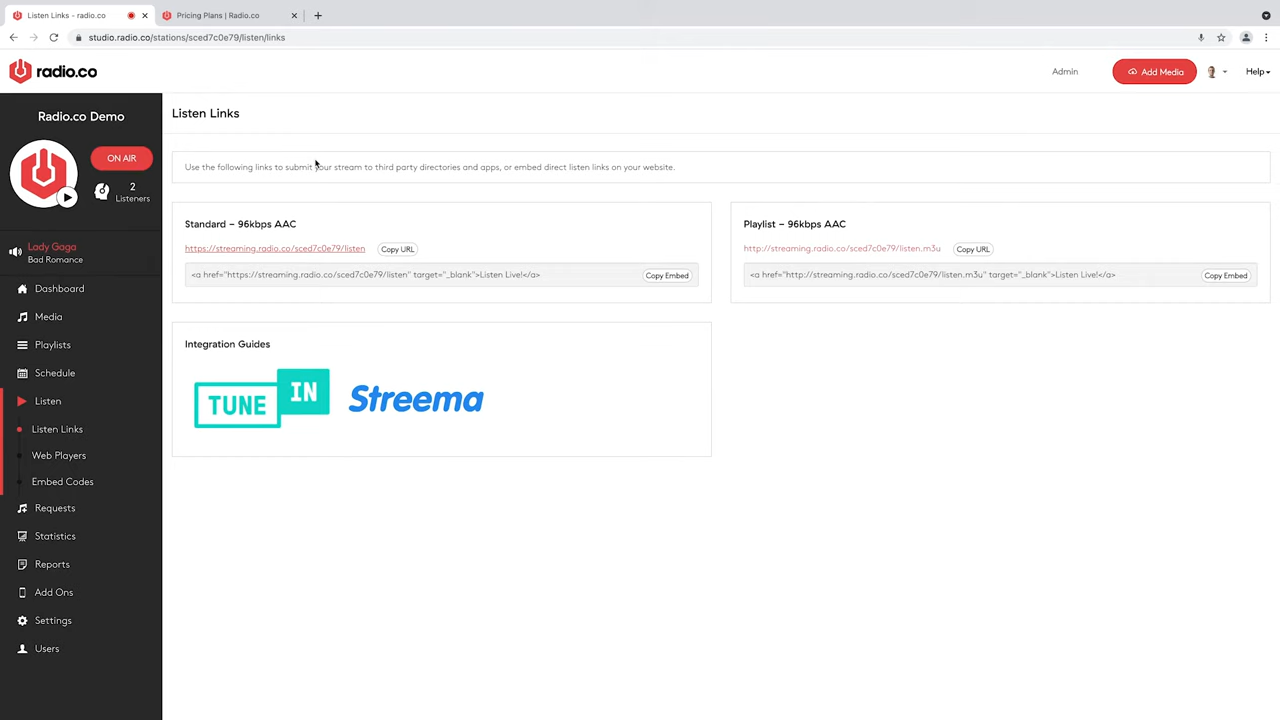 Listen Links - radio.co
Pricing Plans | Radio.co
studio.radio.co/stations/sced7c0e79/listen/links
radio.co
Admin
Add Media
Help
Radio.co Demo
ON AIR
2
Listeners
Lady Gaga
Bad Romance
Dashboard
Media
Playlists
Schedule
Listen
Listen Links
Web Players
Embed Codes
Requests
Statistics
Reports
Add Ons
Settings
Users
Listen Links
Use the following links to submit your stream to third party directories and apps, or embed direct listen links on your website.
Standard – 96kbps AAC
https://streaming.radio.co/sced7c0e79/listen Copy URL
<a href="https://streaming.radio.co/sced7c0e79/listen" target="_blank">Listen Live!</a> Copy Embed
Playlist – 96kbps AAC
http://streaming.radio.co/sced7c0e79/listen.m3u Copy URL
<a href="http://streaming.radio.co/sced7c0e79/listen.m3u" target="_blank">Listen Live!</a> Copy Embed
Integration Guides
TUNE IN Streema